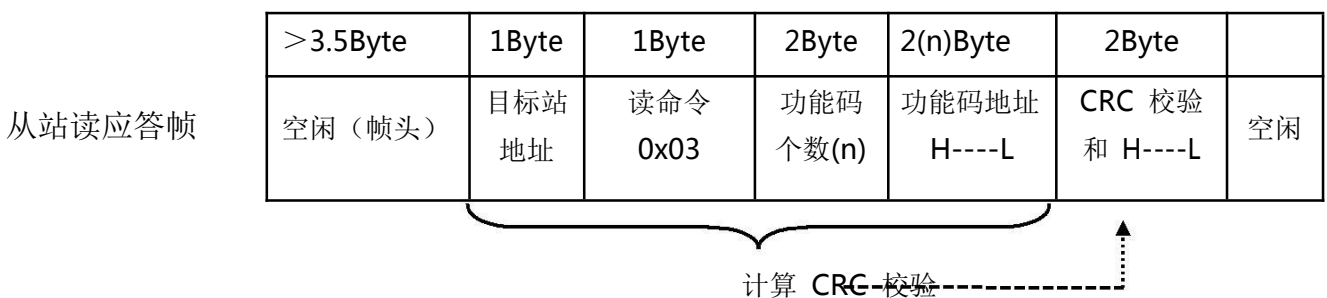 >3.5Byte 1Byte 1Byte 2Byte 2(n)Byte 2Byte
从站读应答帧 空闲（帧头） 目标站 读命令 功能码 功能码地址 CRC 校验 空闲
地址 0x03 个数(n) H----L 和 H----L
计算 CRC 校验